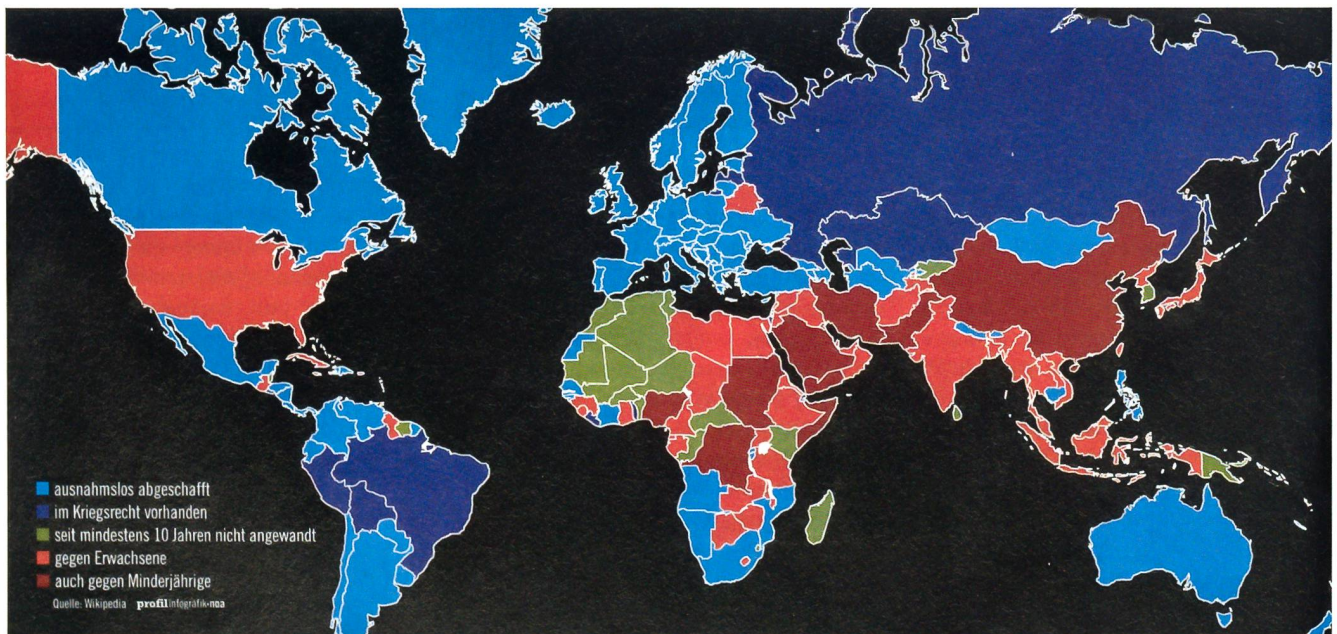 ausnahmslos abgeschafft
im Kriegsrecht vorhanden
seit mindestens 10 Jahren nicht angewandt
gegen Erwachsene
auch gegen Minderjährige
Quelle: Wikipedia profil infografik•noa